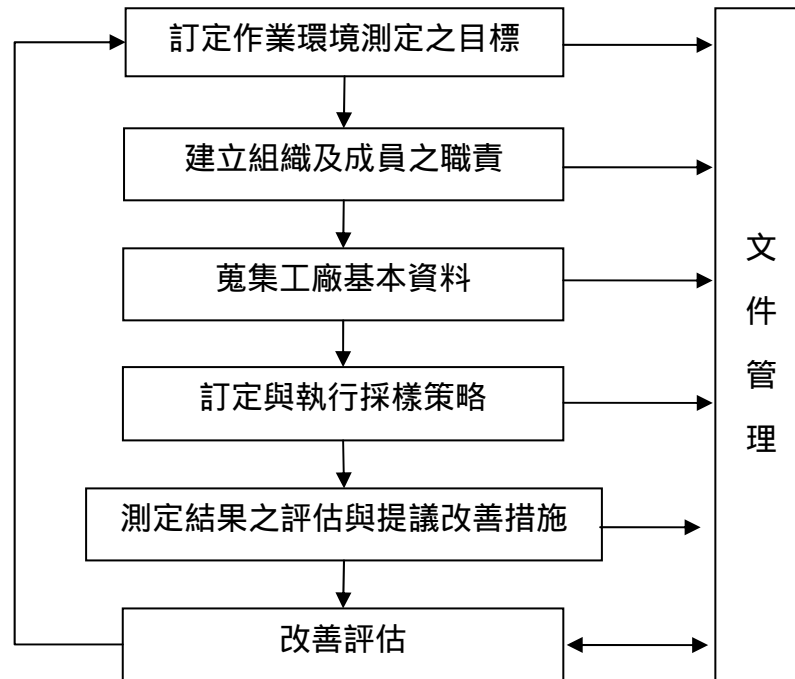 訂定作業環境測定之目標
建立組織及成員之職責
蒐集工廠基本資料
訂定與執行採樣策略
測定結果之評估與提議改善措施
改善評估
文
件
管
理